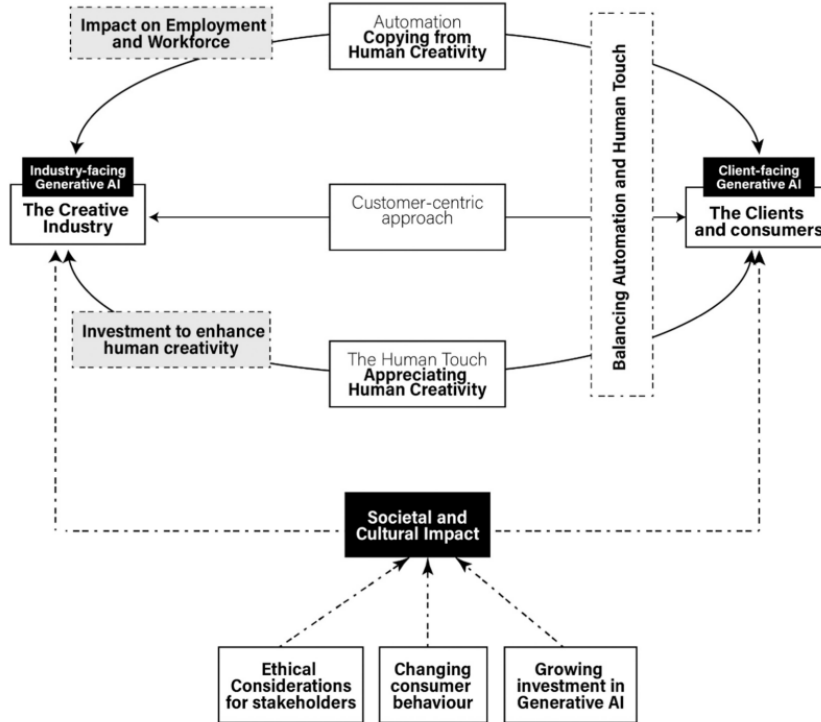 Impact on Employment
and Workforce
Automation
Copying from
Human Creativity
Balancing Automation and Human Touch
Industry-facing
Generative AI
The Creative
Industry
Customer-centric
approach
Client-facing
Generative AI
The Clients
and consumers
Investment to enhance
human creativity
The Human Touch
Appreciating
Human Creativity
Societal and
Cultural Impact
Ethical
Considerations
for stakeholders
Changing
consumer
behaviour
Growing
investment in
Generative AI